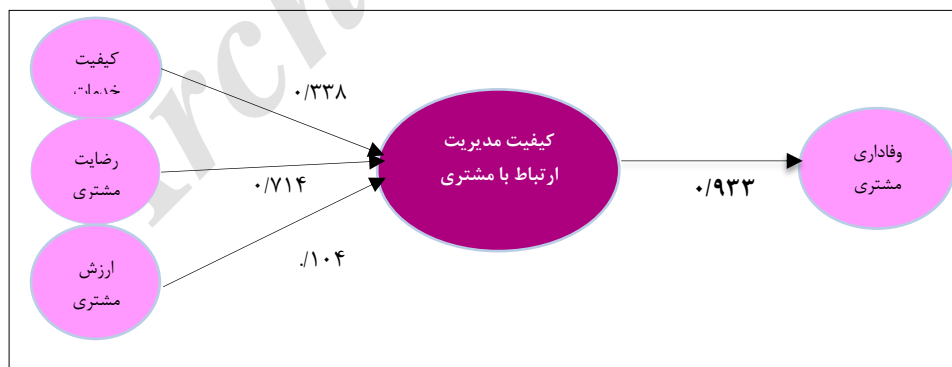 کیفیت
خدمات
۰/۳۳۸
کیفیت مدیریت
ارتباط با مشتری
وفاداری
مشتری
رضایت
مشتری
۰/۷۱۴
۰/۹۳۳
ارزش
مشتری
./۱۰۴